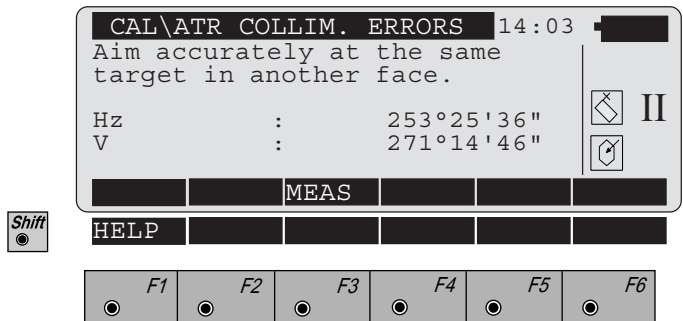 CAL\ATR COLLIM. ERRORS 14:03
Aim accurately at the same
target in another face.
Hz : 253°25'36"
V : 271°14'46"
II
MEAS
Shift
HELP
F1 F2 F3 F4 F5 F6